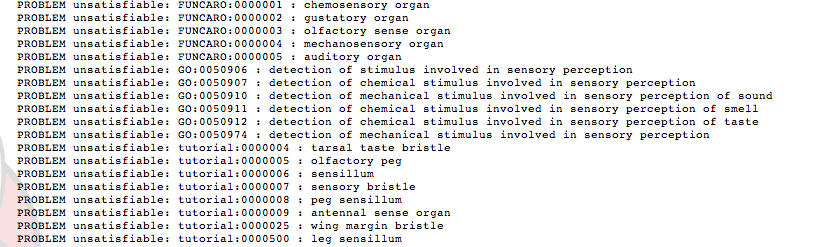 PROBLEM unsatisfiable: FUNCARO:0000001 : chemosensory organ
PROBLEM unsatisfiable: FUNCARO:0000002 : gustatory organ
PROBLEM unsatisfiable: FUNCARO:0000003 : olfactory sense organ
PROBLEM unsatisfiable: FUNCARO:0000004 : mechanosensory organ
PROBLEM unsatisfiable: FUNCARO:0000005 : auditory organ
PROBLEM unsatisfiable: GO:0050906 : detection of stimulus involved in sensory perception
PROBLEM unsatisfiable: GO:0050907 : detection of chemical stimulus involved in sensory perception
PROBLEM unsatisfiable: GO:0050910 : detection of mechanical stimulus involved in sensory perception of sound
PROBLEM unsatisfiable: GO:0050911 : detection of chemical stimulus involved in sensory perception of smell
PROBLEM unsatisfiable: GO:0050912 : detection of chemical stimulus involved in sensory perception of taste
PROBLEM unsatisfiable: GO:0050974 : detection of mechanical stimulus involved in sensory perception
PROBLEM unsatisfiable: tutorial:0000004 : tarsal taste bristle
PROBLEM unsatisfiable: tutorial:0000005 : olfactory peg
PROBLEM unsatisfiable: tutorial:0000006 : sensillum
PROBLEM unsatisfiable: tutorial:0000007 : sensory bristle
PROBLEM unsatisfiable: tutorial:0000008 : peg sensillum
PROBLEM unsatisfiable: tutorial:0000009 : antennal sense organ
PROBLEM unsatisfiable: tutorial:0000025 : wing margin bristle
PROBLEM unsatisfiable: tutorial:0000500 : leg sensillum